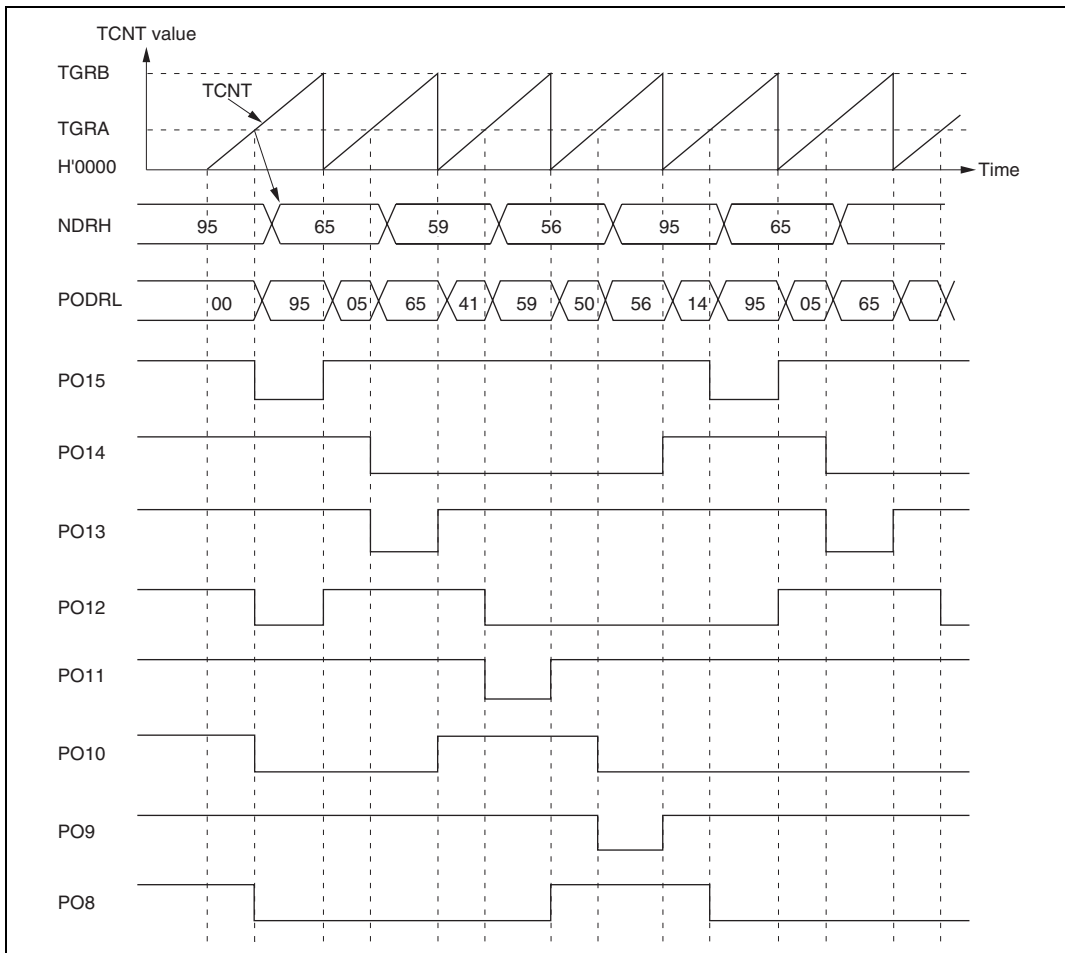 TCNT value
TGRB
TCNT
TGRA
H'0000
Time
NDRH 95 65 59 56 95 65
PODRL 00 95 05 65 41 59 50 56 14 95 05 65
PO15
PO14
PO13
PO12
PO11
PO10
PO9
PO8